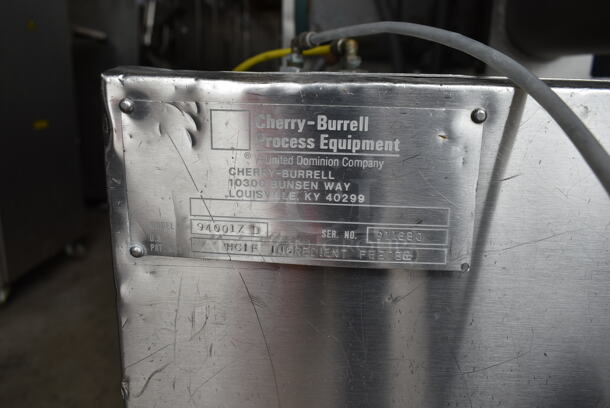 Cherry-Burrell
Process Equipment
® A United Dominion Company
CHERRY-BURRELL
10300 BUNSEN WAY
LOUISVILLE, KY 40299
MODEL 94001Z D SER. NO.
U.S.
PAT. INGREDIENT FEEDER